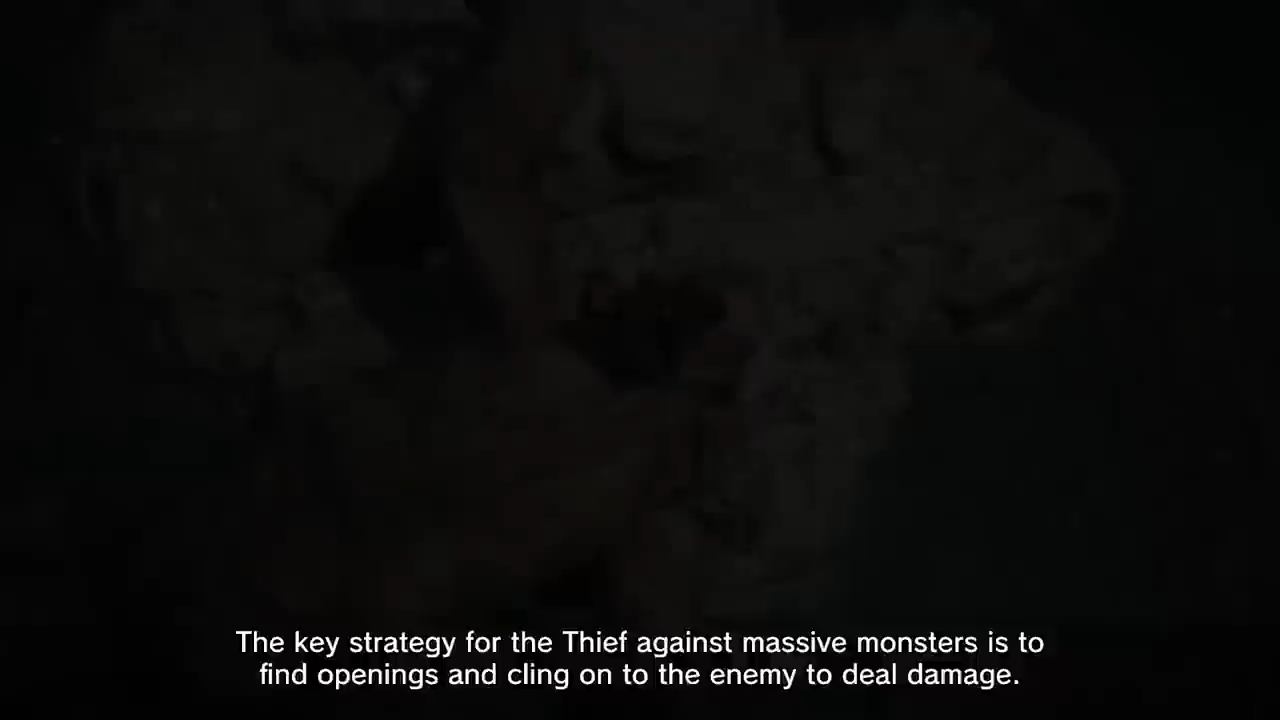 The key strategy for the Thief against massive monsters is to
find openings and cling on to the enemy to deal damage.